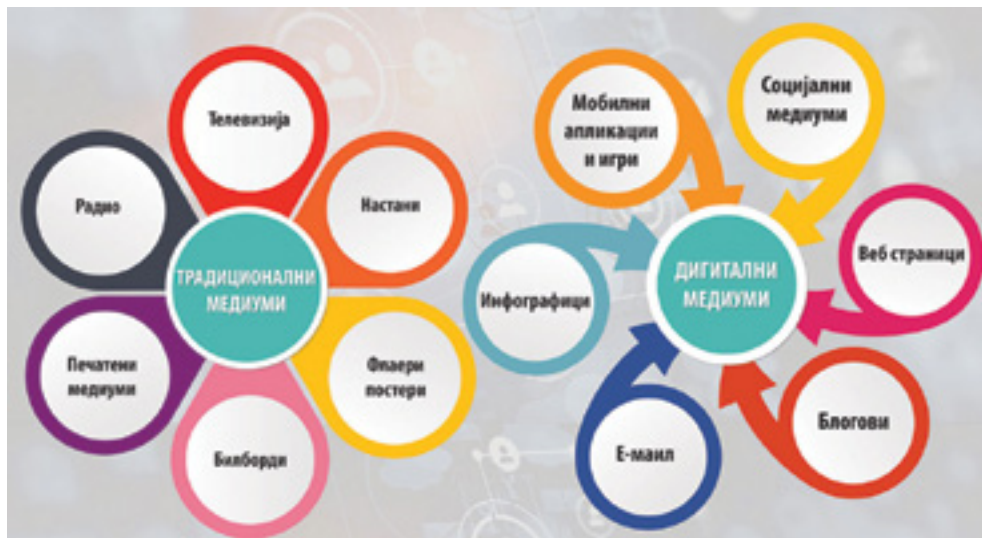 Телевизија
Радио
Настани
ТРАДИЦИОНАЛНИ
МЕДИУМИ
Печатени
медиуми
Флаери
постери
Билборди
Мобилни
апликации
и игри
Социјални
медиуми
Веб страници
Инфографици
ДИГИТАЛНИ
МЕДИУМИ
Блогови
Е-маил